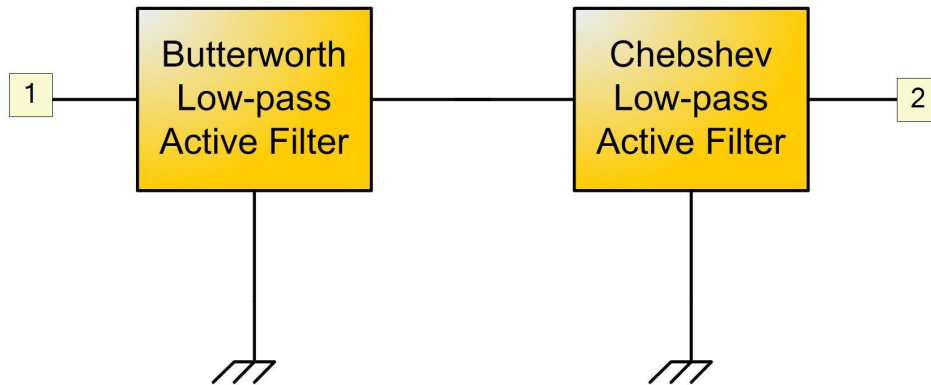 1
Butterworth
Low-pass
Active Filter
Chebshev
Low-pass
Active Filter
2